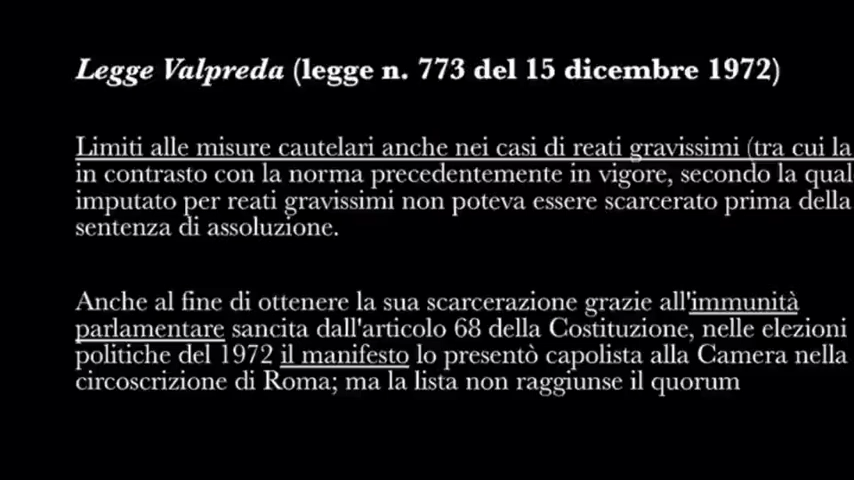 Legge Valpreda (legge n. 773 del 15 dicembre 1972)
Limiti alle misure cautelari anche nei casi di reati gravissimi (tra cui la
in contrasto con la norma precedentemente in vigore, secondo la qual
imputato per reati gravissimi non poteva essere scarcerato prima della
sentenza di assoluzione.
Anche al fine di ottenere la sua scarcerazione grazie all'immunità
parlamentare sancita dall'articolo 68 della Costituzione, nelle elezioni
politiche del 1972 il manifesto lo presentò capolista alla Camera nella
circoscrizione di Roma; ma la lista non raggiunse il quorum